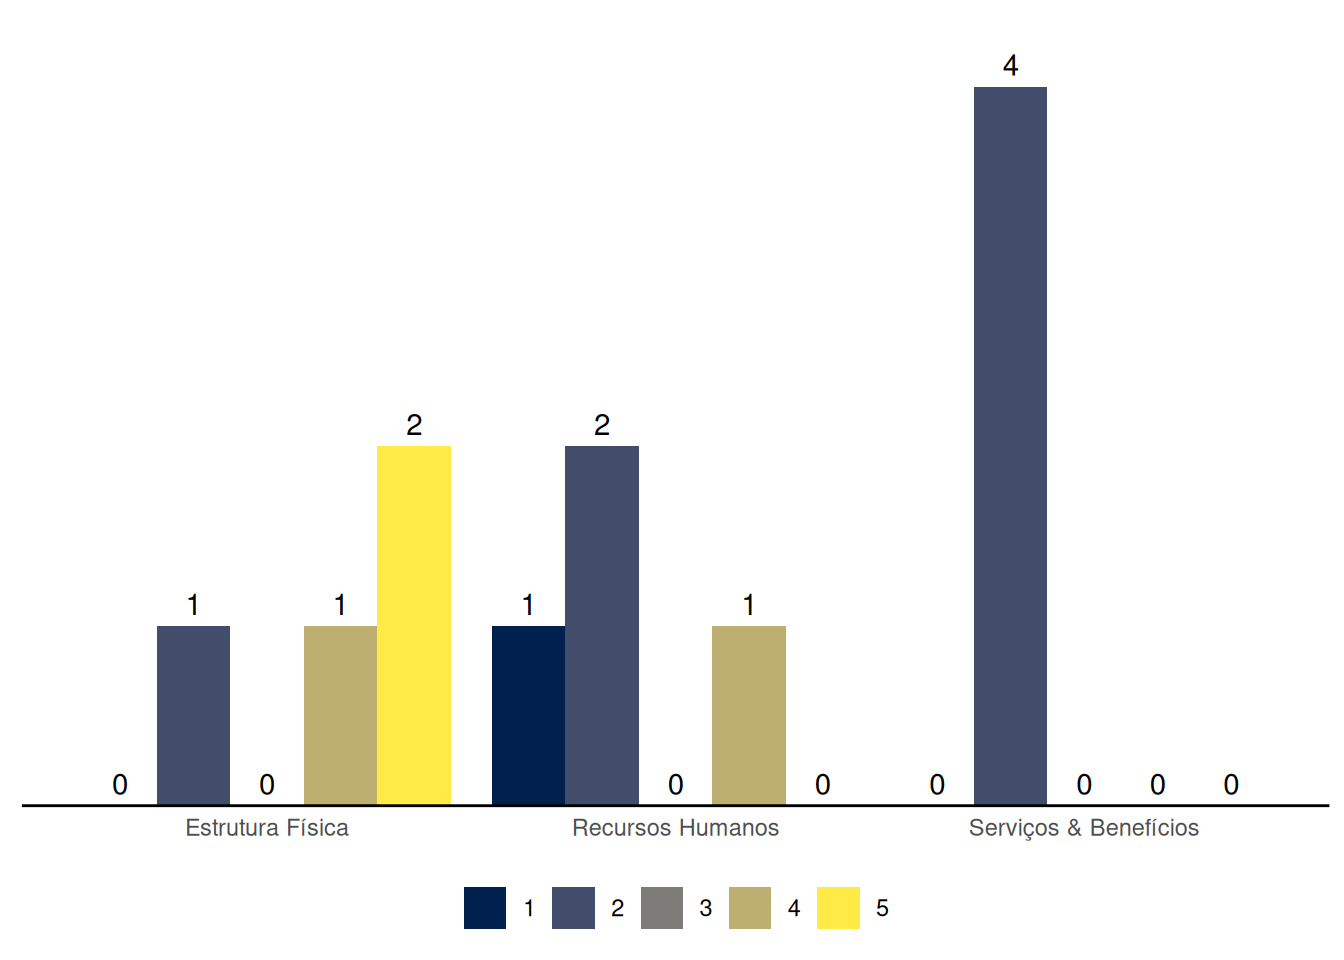 4
2 2
1 1 1 1
0 0 0 0 0 0 0 0
Estrutura Física Recursos Humanos Serviços & Benefícios
1 2 3 4 5